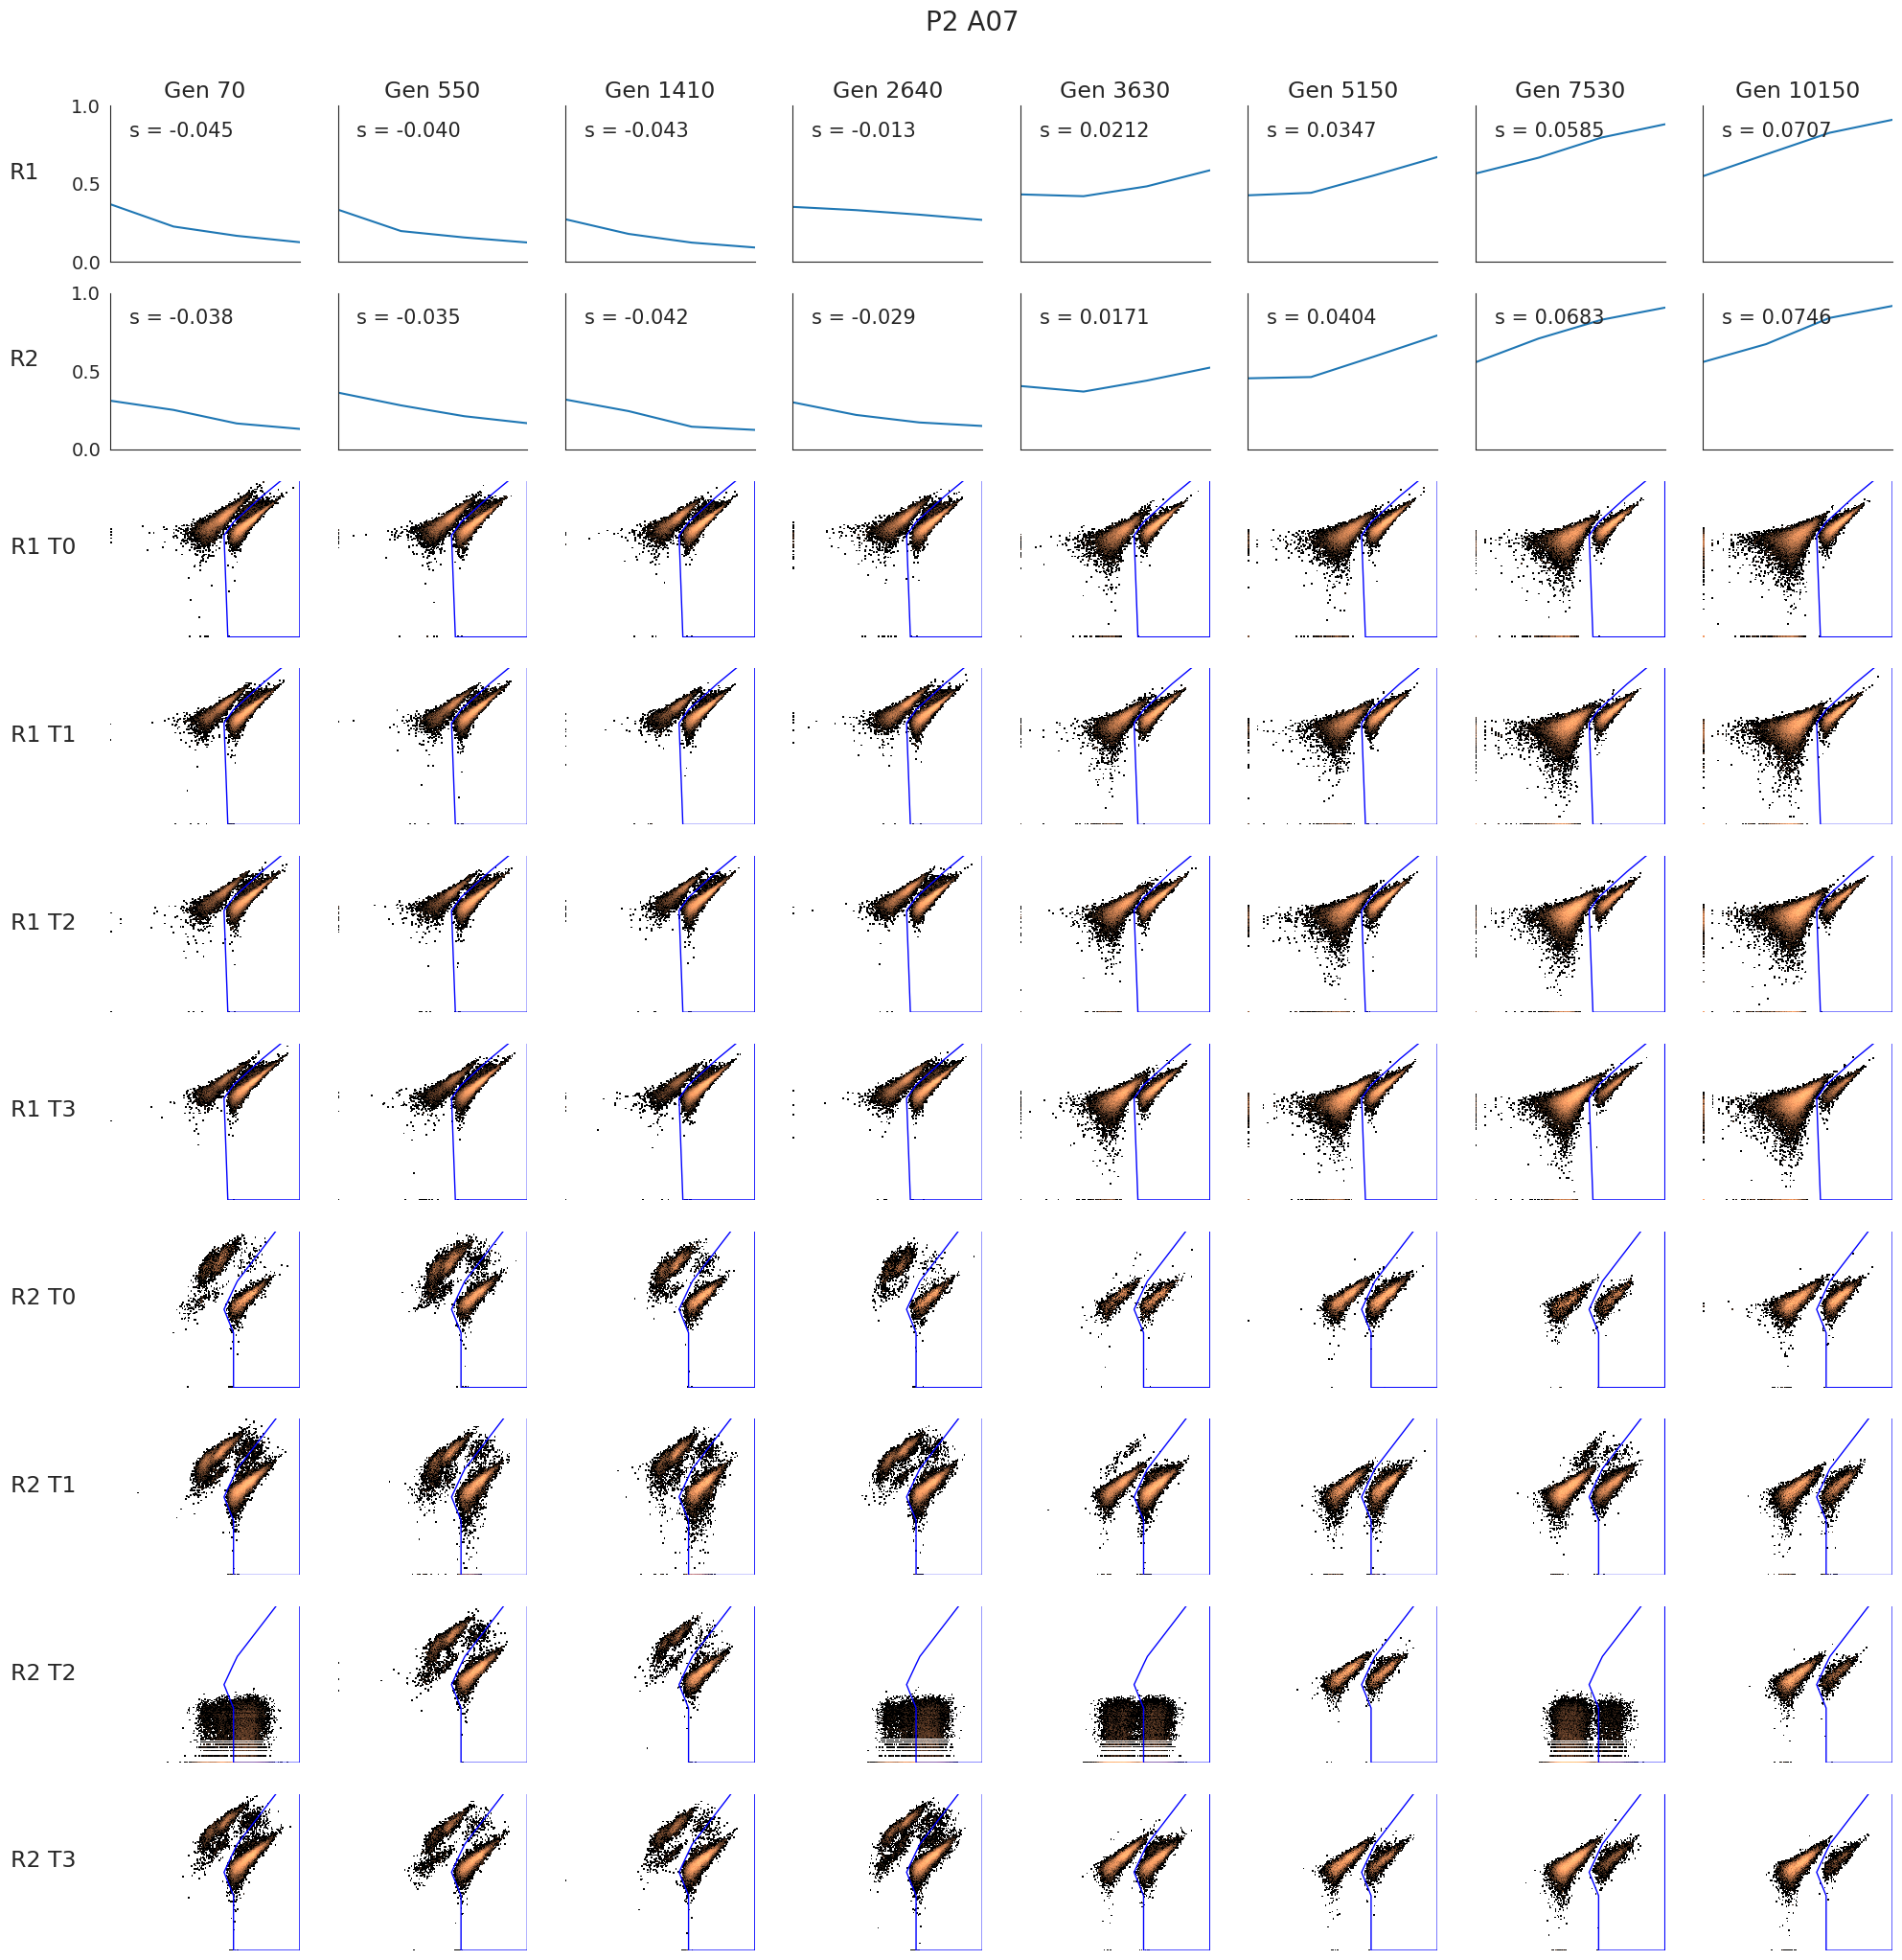 P2 A07
Gen 70 Gen 550 Gen 1410 Gen 2640 Gen 3630 Gen 5150 Gen 7530 Gen 10150
1.0
s = -0.045 s = -0.040 s = -0.043 s = -0.013 s = 0.0212 s = 0.0347 s = 0.0585 s = 0.0707
R1
0.5
0.0
1.0
s = -0.038 s = -0.035 s = -0.042 s = -0.029 s = 0.0171 s = 0.0404 s = 0.0683 s = 0.0746
R2
0.5
0.0
R1 T0
R1 T1
R1 T2
R1 T3
R2 T0
R2 T1
R2 T2
R2 T3